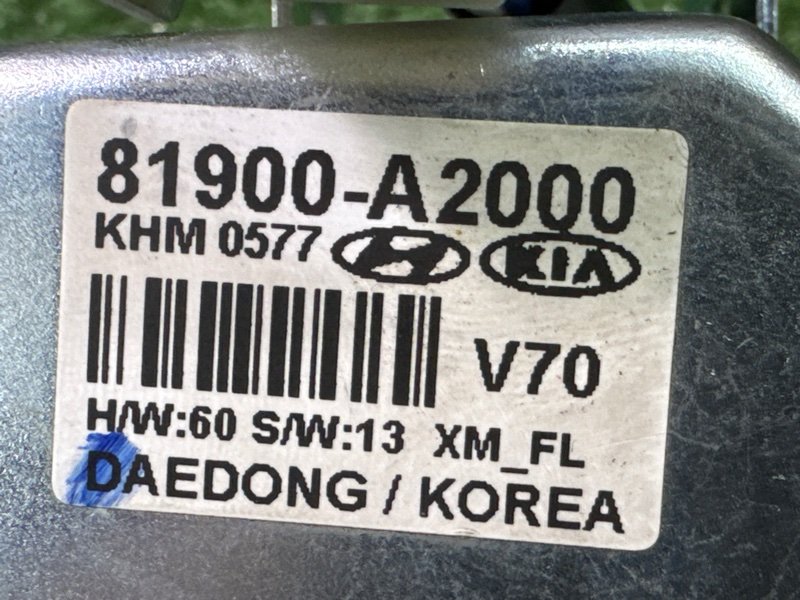 81900-A2000
KHM 0577 KIA
V70
H/W:60 S/W:13 XM_FL
DAEDONG / KOREA